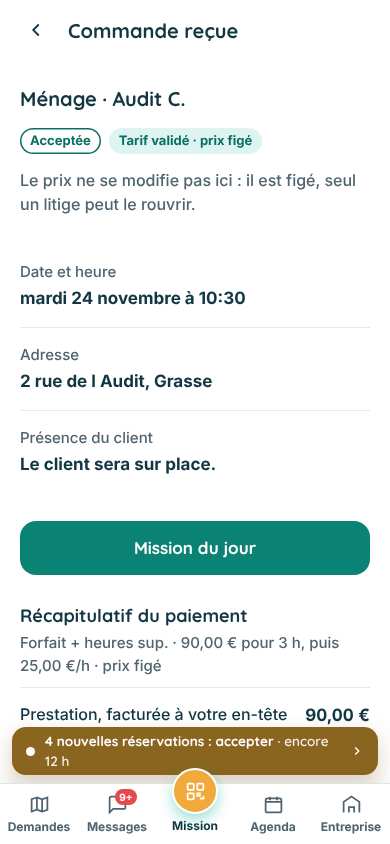 Commande reçue
Ménage · Audit C.
Acceptée
Tarif validé · prix figé
Le prix ne se modifie pas ici : il est figé, seul
un litige peut le rouvrir.
Date et heure
mardi 24 novembre à 10:30
Adresse
2 rue de l Audit, Grasse
Présence du client
Le client sera sur place.
Mission du jour
Récapitulatif du paiement
Forfait + heures sup. · 90,00 € pour 3 h, puis
25,00 €/h · prix figé
Prestation, facturée à votre en-tête 90,00 €
4 nouvelles réservations : accepter · encore
12 h
9+
Demandes
Messages
Mission
Agenda
Entreprise